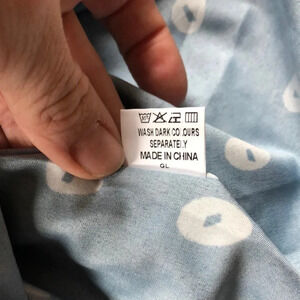 WASH DARK COLOURS
SEPARATELY
MADE IN CHINA
GL